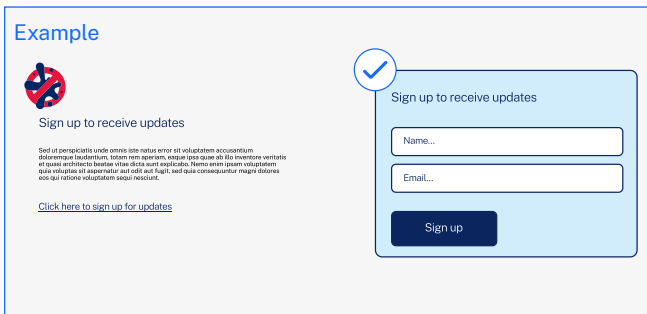 Example
Sign up to receive updates
Sed ut perspiciatis unde omnis iste natus error sit voluptatem accusantium
doloremque laudantium, totam rem aperiam, eaque ipsa quae ab illo inventore veritatis
et quasi architecto beatae vitae dicta sunt explicabo. Nemo enim ipsam voluptatem
quia voluptas sit aspernatur aut odit aut fugit, sed quia consequuntur magni dolores
eos qui ratione voluptatem sequi nesciunt.
Click here to sign up for updates
Sign up to receive updates
Name...
Email...
Sign up